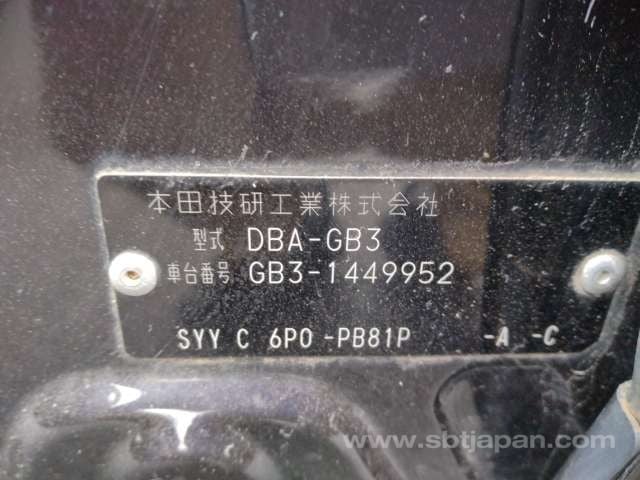 本田技研工業株式会社
型式 DBA-GB3
車台番号 GB3-1449952
SYY C 6P0 -PB81P -A -C
www.sbtjapan.com